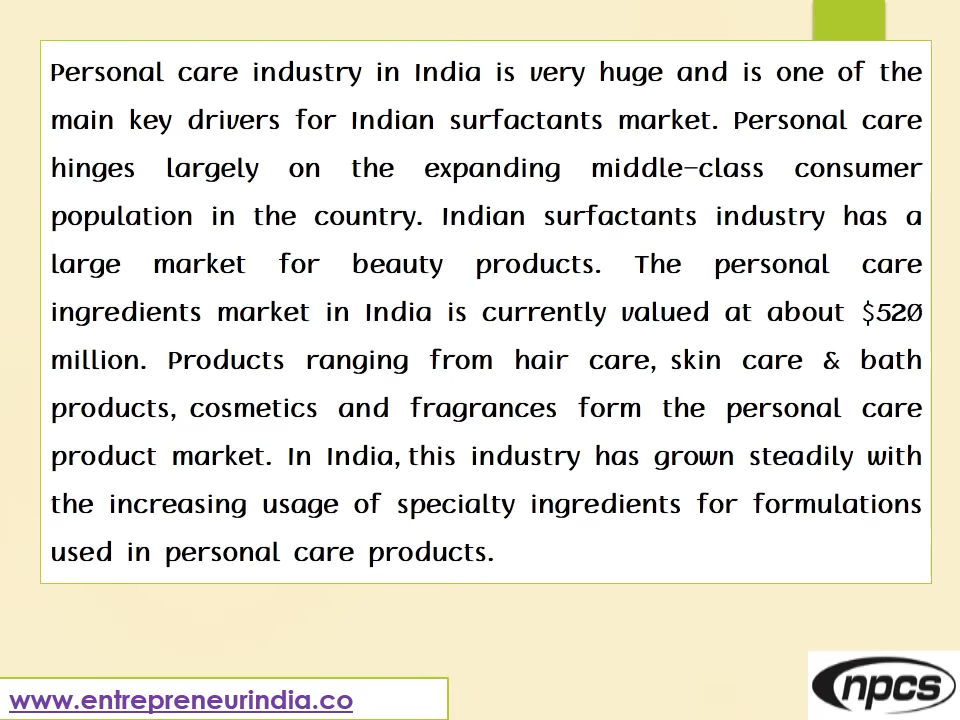 Personal care industry in India is very huge and is one of the
main key drivers for Indian surfactants market. Personal care
hinges largely on the expanding middle-class consumer
population in the country. Indian surfactants industry has a
large market for beauty products. The personal care
ingredients market in India is currently valued at about $520
million. Products ranging from hair care, skin care & bath
products, cosmetics and fragrances form the personal care
product market. In India, this industry has grown steadily with
the increasing usage of specialty ingredients for formulations
used in personal care products.
www.entrepreneurindia.co
npcs